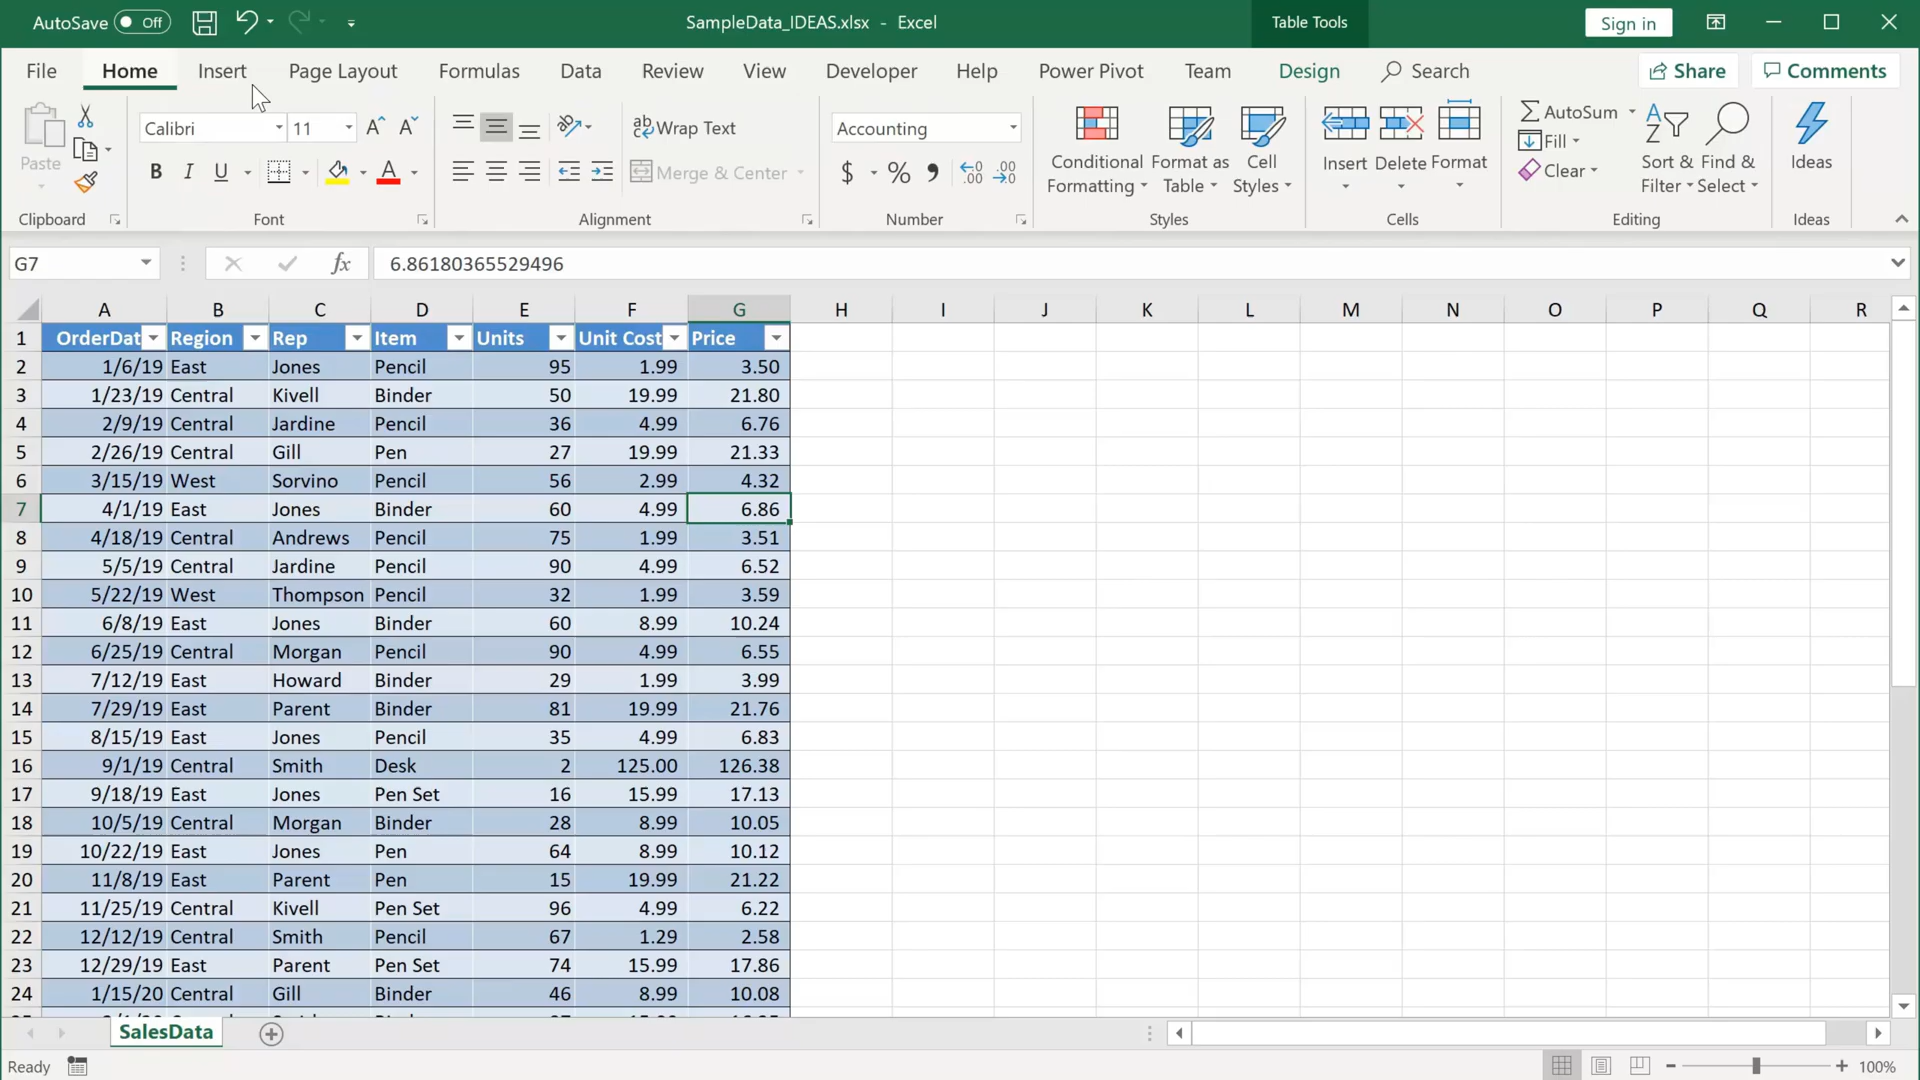 AutoSave Off SampleData_IDEAS.xlsx - Excel Table Tools Sign in
File Home Insert Page Layout Formulas Data Review View Developer Help Power Pivot Team Design Search Share Comments
Paste
Clipboard
Calibri 11
B I U A
Font
ab Wrap Text
Merge & Center
Alignment
Accounting
$ % ,
Number
Conditional Formatting
Format as Table
Cell Styles
Styles
Insert Delete Format
Cells
AutoSum
Fill
Clear
Sort & Filter
Find & Select
Editing
Ideas
Ideas
G7 fx 6.86180365529496
A B C D E F G H I J K L M N O P Q R
1 OrderDat Region Rep Item Units Unit Cost Price
2 1/6/19 East Jones Pencil 95 1.99 3.50
3 1/23/19 Central Kivell Binder 50 19.99 21.80
4 2/9/19 Central Jardine Pencil 36 4.99 6.76
5 2/26/19 Central Gill Pen 27 19.99 21.33
6 3/15/19 West Sorvino Pencil 56 2.99 4.32
7 4/1/19 East Jones Binder 60 4.99 6.86
8 4/18/19 Central Andrews Pencil 75 1.99 3.51
9 5/5/19 Central Jardine Pencil 90 4.99 6.52
10 5/22/19 West Thompson Pencil 32 1.99 3.59
11 6/8/19 East Jones Binder 60 8.99 10.24
12 6/25/19 Central Morgan Pencil 90 4.99 6.55
13 7/12/19 East Howard Binder 29 1.99 3.99
14 7/29/19 East Parent Binder 81 19.99 21.76
15 8/15/19 East Jones Pencil 35 4.99 6.83
16 9/1/19 Central Smith Desk 2 125.00 126.38
17 9/18/19 East Jones Pen Set 16 15.99 17.13
18 10/5/19 Central Morgan Binder 28 8.99 10.05
19 10/22/19 East Jones Pen 64 8.99 10.12
20 11/8/19 East Parent Pen 15 19.99 21.22
21 11/25/19 Central Kivell Pen Set 96 4.99 6.22
22 12/12/19 Central Smith Pencil 67 1.29 2.58
23 12/29/19 East Parent Pen Set 74 15.99 17.86
24 1/15/20 Central Gill Binder 46 8.99 10.08
SalesData
Ready 100%